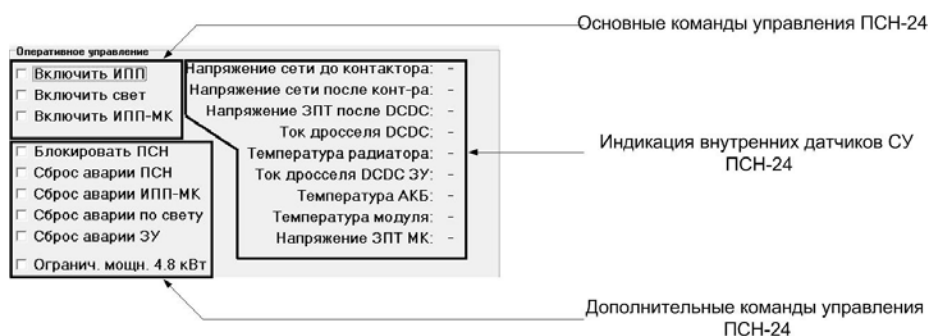 Основные команды управления ПСН-24
Оперативное управление
Включить ИПП
Включить свет
Включить ИПП-МК
Блокировать ПСН
Сброс аварии ПСН
Сброс аварии ИПП-МК
Сброс аварии по свету
Сброс аварии ЗУ
Огранич. мощн. 4.8 кВт
Напряжение сети до контактора: -
Напряжение сети после конт-ра: -
Напряжение ЗПТ после DCDC: -
Ток дросселя DCDC: -
Температура радиатора: -
Ток дросселя DCDC ЗУ: -
Температура АКБ: -
Температура модуля: -
Напряжение ЗПТ МК: -
Индикация внутренних датчиков СУ
ПСН-24
Дополнительные команды управления
ПСН-24